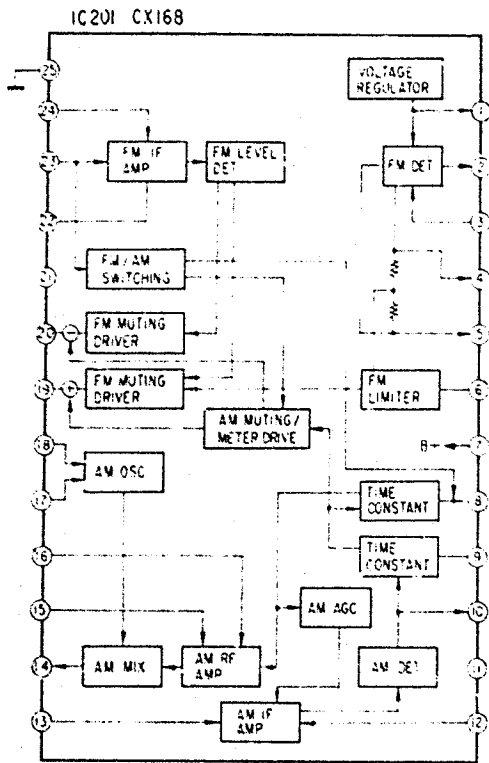 IC201 CX168
25
24
23
22
21
20
19
18
17
16
15
14
13
1
2
3
4
5
6
7
8
9
10
11
12
VOLTAGE
REGULATOR
FM IF
AMP
FM LEVEL
DET
FM DET
FM/AM
SWITCHING
FM MUTING
DRIVER
FM MUTING
DRIVER
FM
LIMITER
AM MUTING/
METER DRIVE
B+
AM OSC
TIME
CONSTANT
TIME
CONSTANT
AM AGC
AM MIX
AM RF
AMP
AM DET
AM IF
AMP